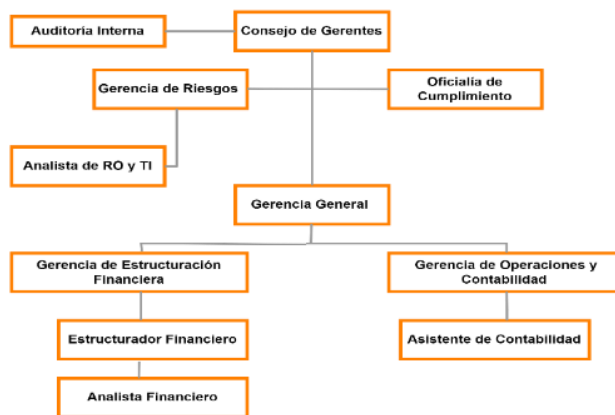 Auditoría Interna
Consejo de Gerentes
Gerencia de Riesgos
Oficialía de
Cumplimiento
Analista de RO y TI
Gerencia General
Gerencia de Estructuración
Financiera
Gerencia de Operaciones y
Contabilidad
Estructurador Financiero
Asistente de Contabilidad
Analista Financiero